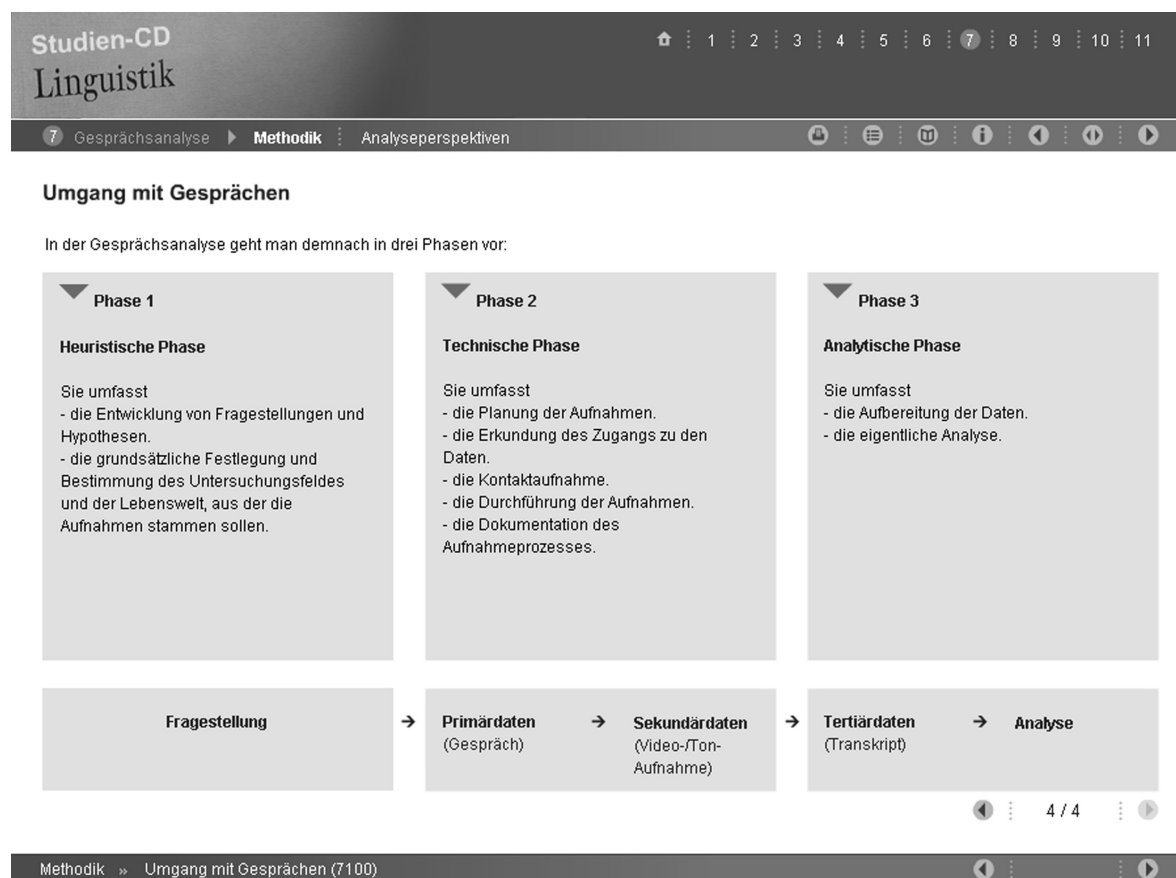 Studien-CD
Linguistik
1 2 3 4 5 6 7 8 9 10 11
7 Gesprächsanalyse Methodik Analyseperspektiven
Umgang mit Gesprächen
In der Gesprächsanalyse geht man demnach in drei Phasen vor:
Phase 1
Heuristische Phase
Sie umfasst
- die Entwicklung von Fragestellungen und
Hypothesen.
- die grundsätzliche Festlegung und
Bestimmung des Untersuchungsfeldes
und der Lebenswelt, aus der die
Aufnahmen stammen sollen.
Phase 2
Technische Phase
Sie umfasst
- die Planung der Aufnahmen.
- die Erkundung des Zugangs zu den
Daten.
- die Kontaktaufnahme.
- die Durchführung der Aufnahmen.
- die Dokumentation des
Aufnahmeprozesses.
Phase 3
Analytische Phase
Sie umfasst
- die Aufbereitung der Daten.
- die eigentliche Analyse.
Fragestellung
→
Primärdaten
(Gespräch)
→
Sekundärdaten
(Video-/Ton-
Aufnahme)
→
Tertiärdaten
(Transkript)
→
Analyse
4 / 4
Methodik » Umgang mit Gesprächen (7100)